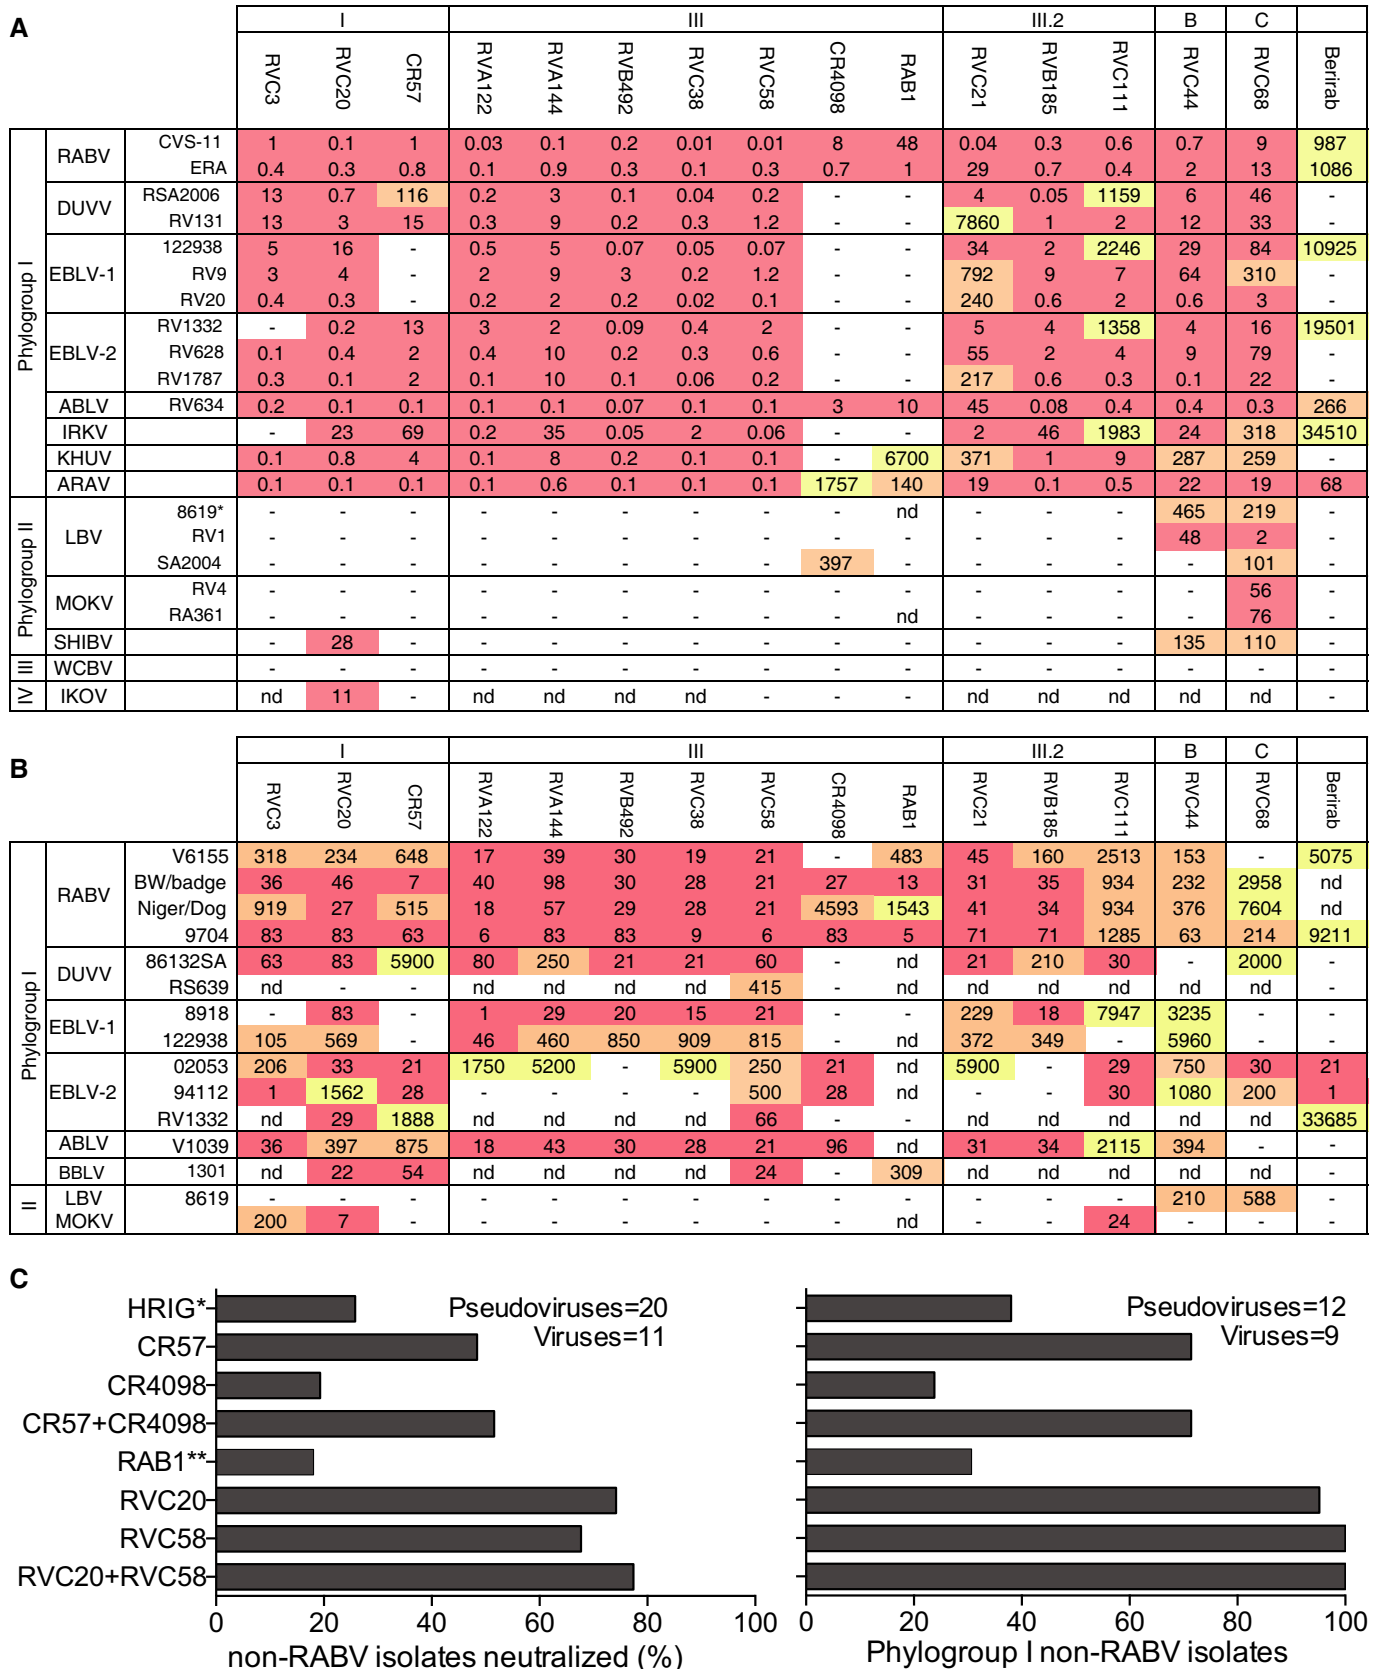 A
I III III.2 B C
RVC3 RVC20 CR57 RVA122 RVA144 RVB492 RVC38 RVC58 CR4098 RAB1 RVC21 RVB185 RVC111 RVC44 RVC68 Berirab
Phylogroup I
RABV CVS-11 1 0.1 1 0.03 0.1 0.2 0.01 0.01 8 48 0.04 0.3 0.6 0.7 9 987
ERA 0.4 0.3 0.8 0.1 0.9 0.3 0.1 0.3 0.7 1 29 0.7 0.4 2 13 1086
DUVV RSA2006 13 0.7 116 0.2 3 0.1 0.04 0.2 - - 4 0.05 1159 6 46 -
RV131 13 3 15 0.3 9 0.2 0.3 1.2 - - 7860 1 2 12 33 -
EBLV-1 122938 5 16 - 0.5 5 0.07 0.05 0.07 - - 34 2 2246 29 84 10925
RV9 3 4 - 2 9 3 0.2 1.2 - - 792 9 7 64 310 -
RV20 0.4 0.3 - 0.2 2 0.2 0.02 0.1 - - 240 0.6 2 0.6 3 -
EBLV-2 RV1332 - 0.2 13 3 2 0.09 0.4 2 - - 5 4 1358 4 16 19501
RV628 0.1 0.4 2 0.4 10 0.2 0.3 0.6 - - 55 2 4 9 79 -
RV1787 0.3 0.1 2 0.1 10 0.1 0.06 0.2 - - 217 0.6 0.3 0.1 22 -
ABLV RV634 0.2 0.1 0.1 0.1 0.1 0.07 0.1 0.1 3 10 45 0.08 0.4 0.4 0.3 266
IRKV - 23 69 0.2 35 0.05 2 0.06 - - 2 46 1983 24 318 34510
KHUV 0.1 0.8 4 0.1 8 0.2 0.1 0.1 - 6700 371 1 9 287 259 -
ARAV 0.1 0.1 0.1 0.1 0.6 0.1 0.1 0.1 1757 140 19 0.1 0.5 22 19 68
Phylogroup II
LBV 8619* - - - - - - - - - nd - - - 465 219 -
RV1 - - - - - - - - - - - - - 48 2 -
SA2004 - - - - - - - - 397 - - - - - 101 -
MOKV RV4 - - - - - - - - - - - - - - 56 -
RA361 - - - - - - - - - nd - - - - 76 -
SHIBV - 28 - - - - - - - - - - - 135 110 -
III WCBV - - - - - - - - - - - - - - - -
IV IKOV nd 11 - nd nd nd nd - - - nd nd nd nd nd -
B
I III III.2 B C
RVC3 RVC20 CR57 RVA122 RVA144 RVB492 RVC38 RVC58 CR4098 RAB1 RVC21 RVB185 RVC111 RVC44 RVC68 Berirab
Phylogroup I
RABV V6155 318 234 648 17 39 30 19 21 - 483 45 160 2513 153 - 5075
BW/badge 36 46 7 40 98 30 28 21 27 13 31 35 934 232 2958 nd
Niger/Dog 919 27 515 18 57 29 28 21 4593 1543 41 34 934 376 7604 nd
9704 83 83 63 6 83 83 9 6 83 5 71 71 1285 63 214 9211
DUVV 86132SA 63 83 5900 80 250 21 21 60 - nd 21 210 30 - 2000 -
RS639 nd - - nd nd nd nd 415 - nd nd nd nd nd nd -
EBLV-1 8918 - 83 - 1 29 20 15 21 - - 229 18 7947 3235 - -
122938 105 569 - 46 460 850 909 815 - nd 372 349 - 5960 - -
EBLV-2 02053 206 33 21 1750 5200 - 5900 250 21 nd 5900 - 29 750 30 21
94112 1 1562 28 - - - - 500 28 nd - - 30 1080 200 1
RV1332 nd 29 1888 nd nd nd nd 66 - - nd nd nd nd nd 33685
ABLV V1039 36 397 875 18 43 30 28 21 96 nd 31 34 2115 394 - -
BBLV 1301 nd 22 54 nd nd nd nd 24 - 309 nd nd nd nd nd -
II
LBV 8619 - - - - - - - - - - - - - 210 588 -
MOKV 200 7 - - - - - - - nd - - 24 - - -
C
HRIG*
CR57
CR4098
CR57+CR4098
RAB1**
RVC20
RVC58
RVC20+RVC58
Pseudoviruses=20
Viruses=11
0 20 40 60 80 100
non-RABV isolates neutralized (%)
Pseudoviruses=12
Viruses=9
0 20 40 60 80 100
Phylogroup I non-RABV isolates